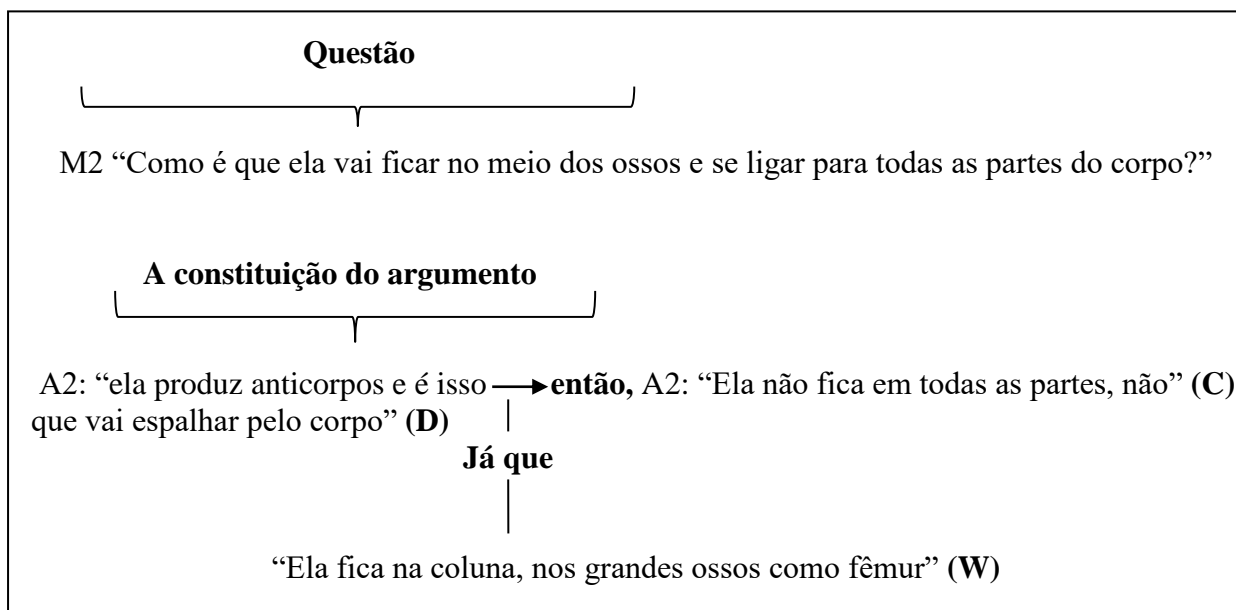 Questão
M2 “Como é que ela vai ficar no meio dos ossos e se ligar para todas as partes do corpo?”
A constituição do argumento
A2: “ela produz anticorpos e é isso então, A2: “Ela não fica em todas as partes, não” (C)
que vai espalhar pelo corpo” (D)
Já que
“Ela fica na coluna, nos grandes ossos como fêmur” (W)